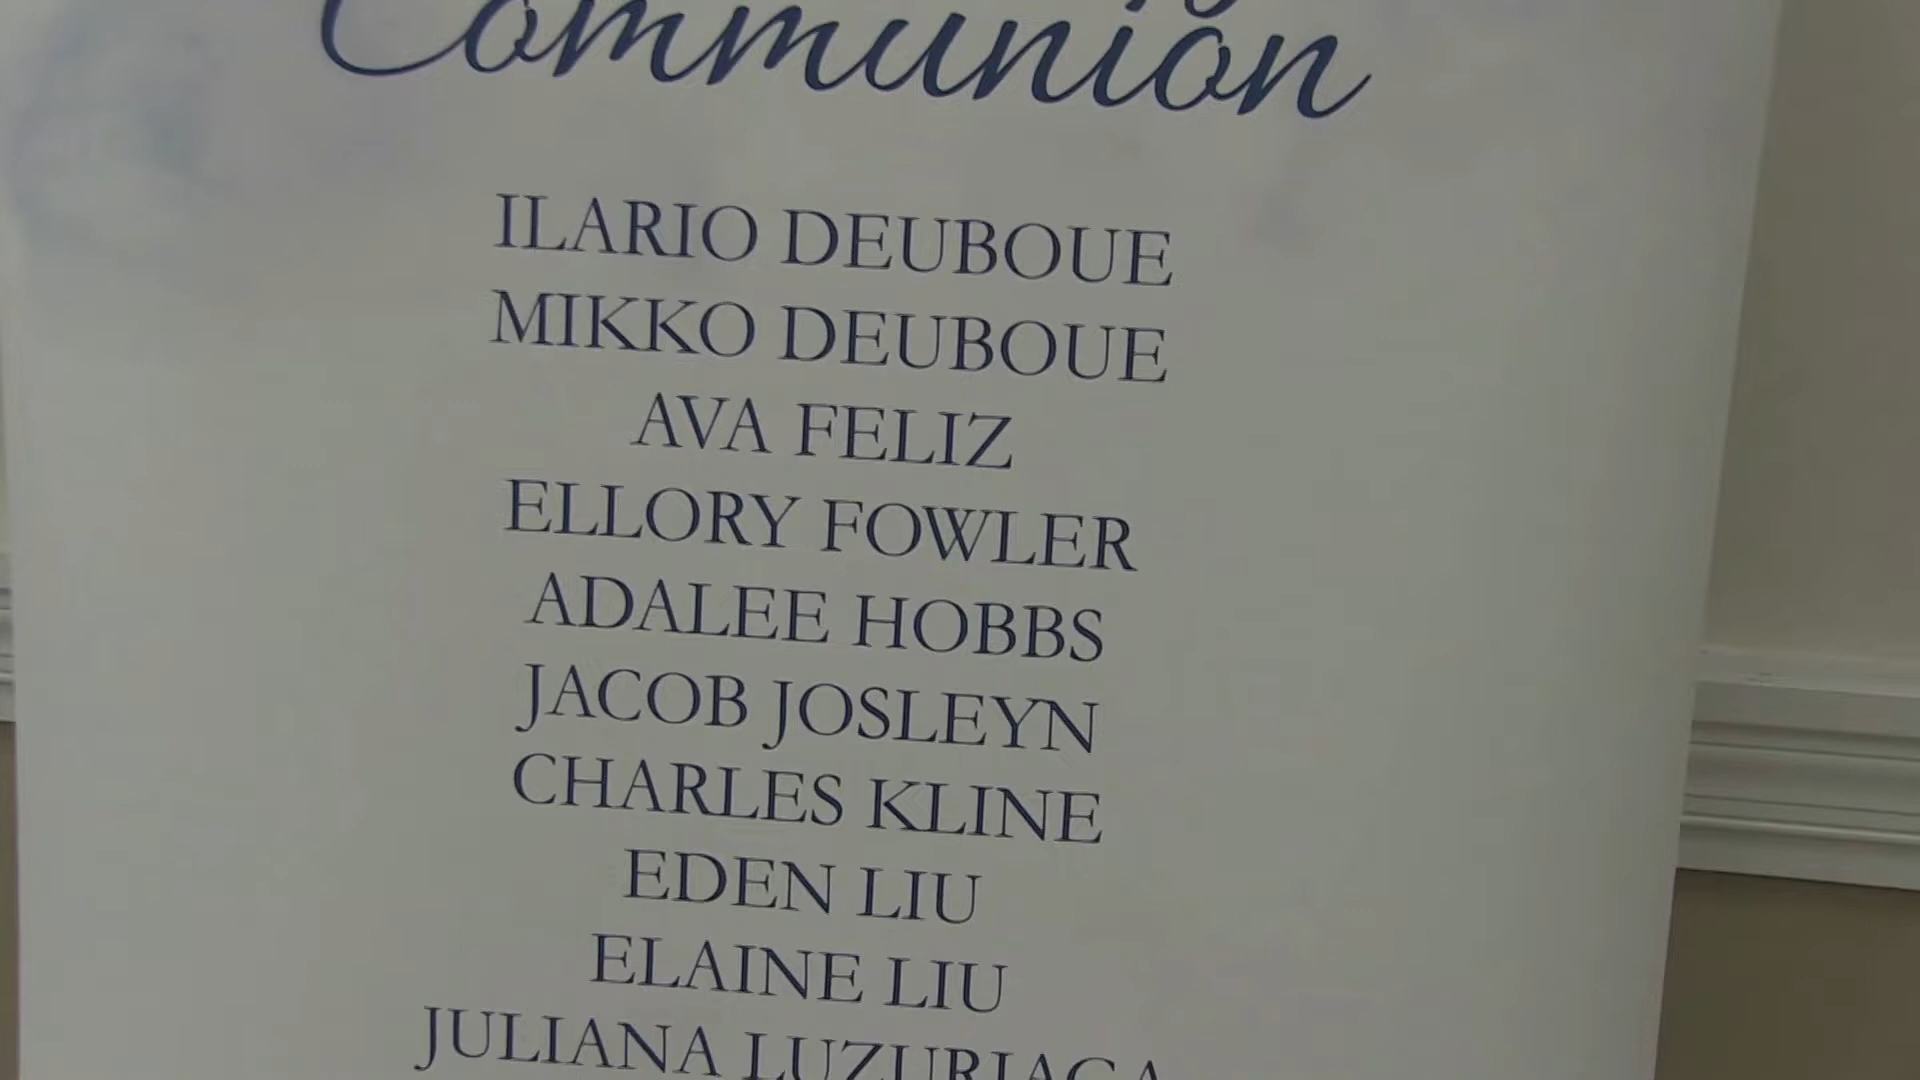 Communion
ILARIO DEUBOUE
MIKKO DEUBOUE
AVA FELIZ
ELLORY FOWLER
ADALEE HOBBS
JACOB JOSLEYN
CHARLES KLINE
EDEN LIU
ELAINE LIU
JULIANA LUZURIAGA